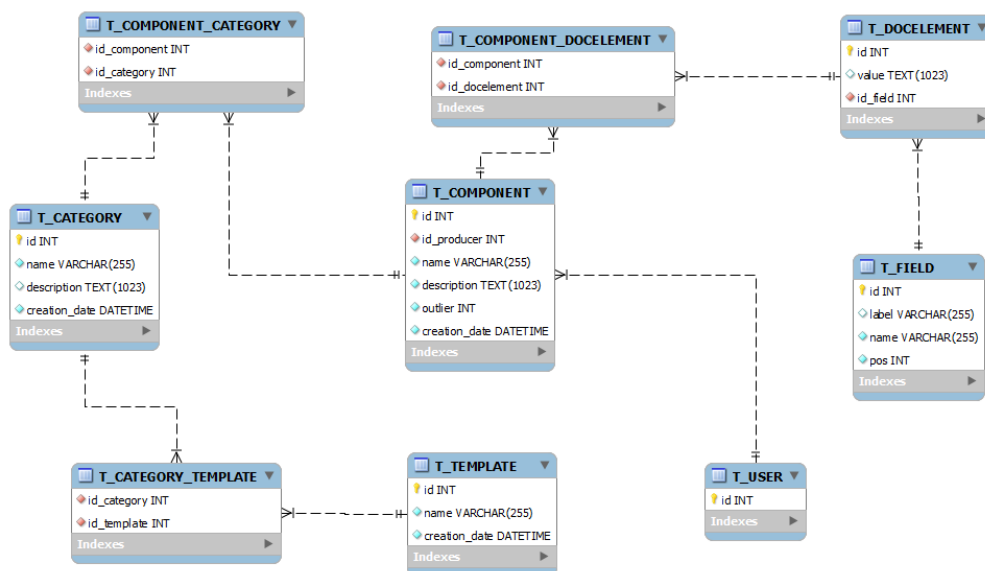 T_COMPONENT_CATEGORY
id_component INT
id_category INT
Indexes
T_COMPONENT_DOCELEMENT
id_component INT
id_docelement INT
Indexes
T_DOCELEMENT
id INT
value TEXT(1023)
id_field INT
Indexes
T_CATEGORY
id INT
name VARCHAR(255)
description TEXT(1023)
creation_date DATETIME
Indexes
T_COMPONENT
id INT
id_producer INT
name VARCHAR(255)
description TEXT(1023)
outlier INT
creation_date DATETIME
Indexes
T_FIELD
id INT
label VARCHAR(255)
name VARCHAR(255)
pos INT
Indexes
T_CATEGORY_TEMPLATE
id_category INT
id_template INT
Indexes
T_TEMPLATE
id INT
name VARCHAR(255)
creation_date DATETIME
Indexes
T_USER
id INT
Indexes